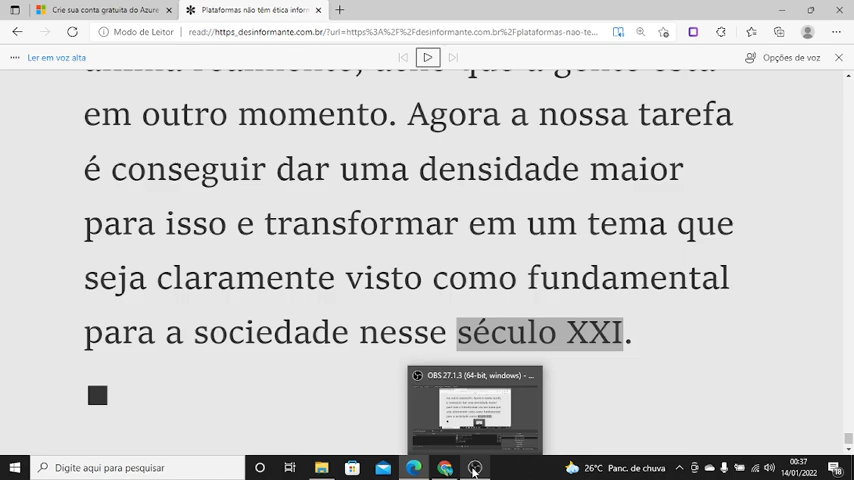 Crie sua conta gratuita do Azure
Plataformas não têm ética inform
Modo de Leitor
read://https_desinformante.com.br/?url=https%3A%2F%2Fdesinformante.com.br%2Fplataformas-nao-te...
Ler em voz alta
Opções de voz
em outro momento. Agora a nossa tarefa
é conseguir dar uma densidade maior
para isso e transformar em um tema que
seja claramente visto como fundamental
para a sociedade nesse século XXI.
OBS 27.1.3 (64-bit, windows) - ...
Digite aqui para pesquisar
26°C Panc. de chuva
00:37
14/01/2022
18